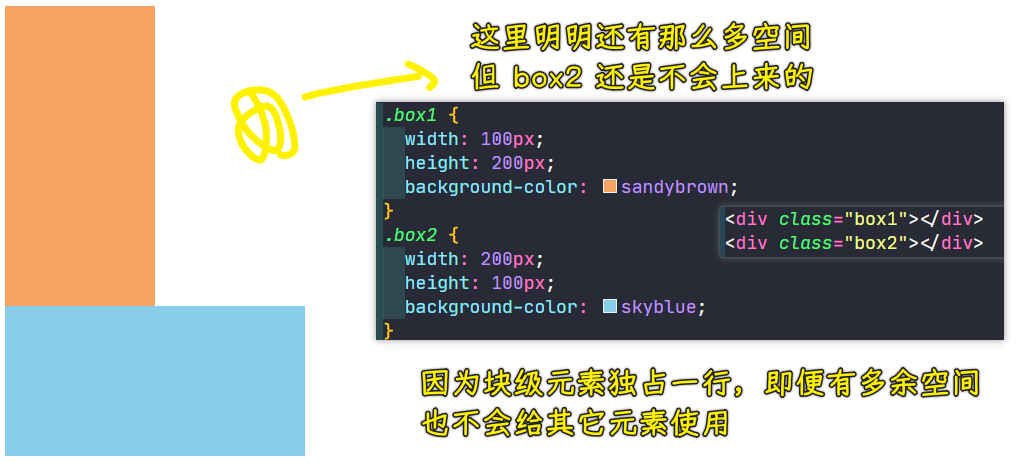 这里明明还有那么多空间
但 box2 还是不会上来的
.box1 {
width: 100px;
height: 200px;
background-color: sandybrown;
}
.box2 {
width: 200px;
height: 100px;
background-color: skyblue;
}
<div class="box1"></div>
<div class="box2"></div>
因为块级元素独占一行，即便有多余空间
也不会给其它元素使用